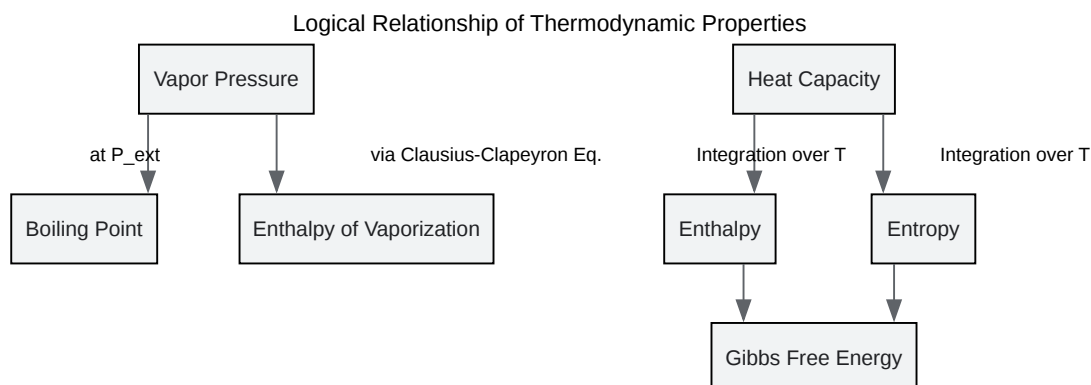 Logical Relationship of Thermodynamic Properties
Vapor Pressure
Heat Capacity
at P_ext
via Clausius-Clapeyron Eq.
Integration over T
Integration over T
Boiling Point
Enthalpy of Vaporization
Enthalpy
Entropy
Gibbs Free Energy